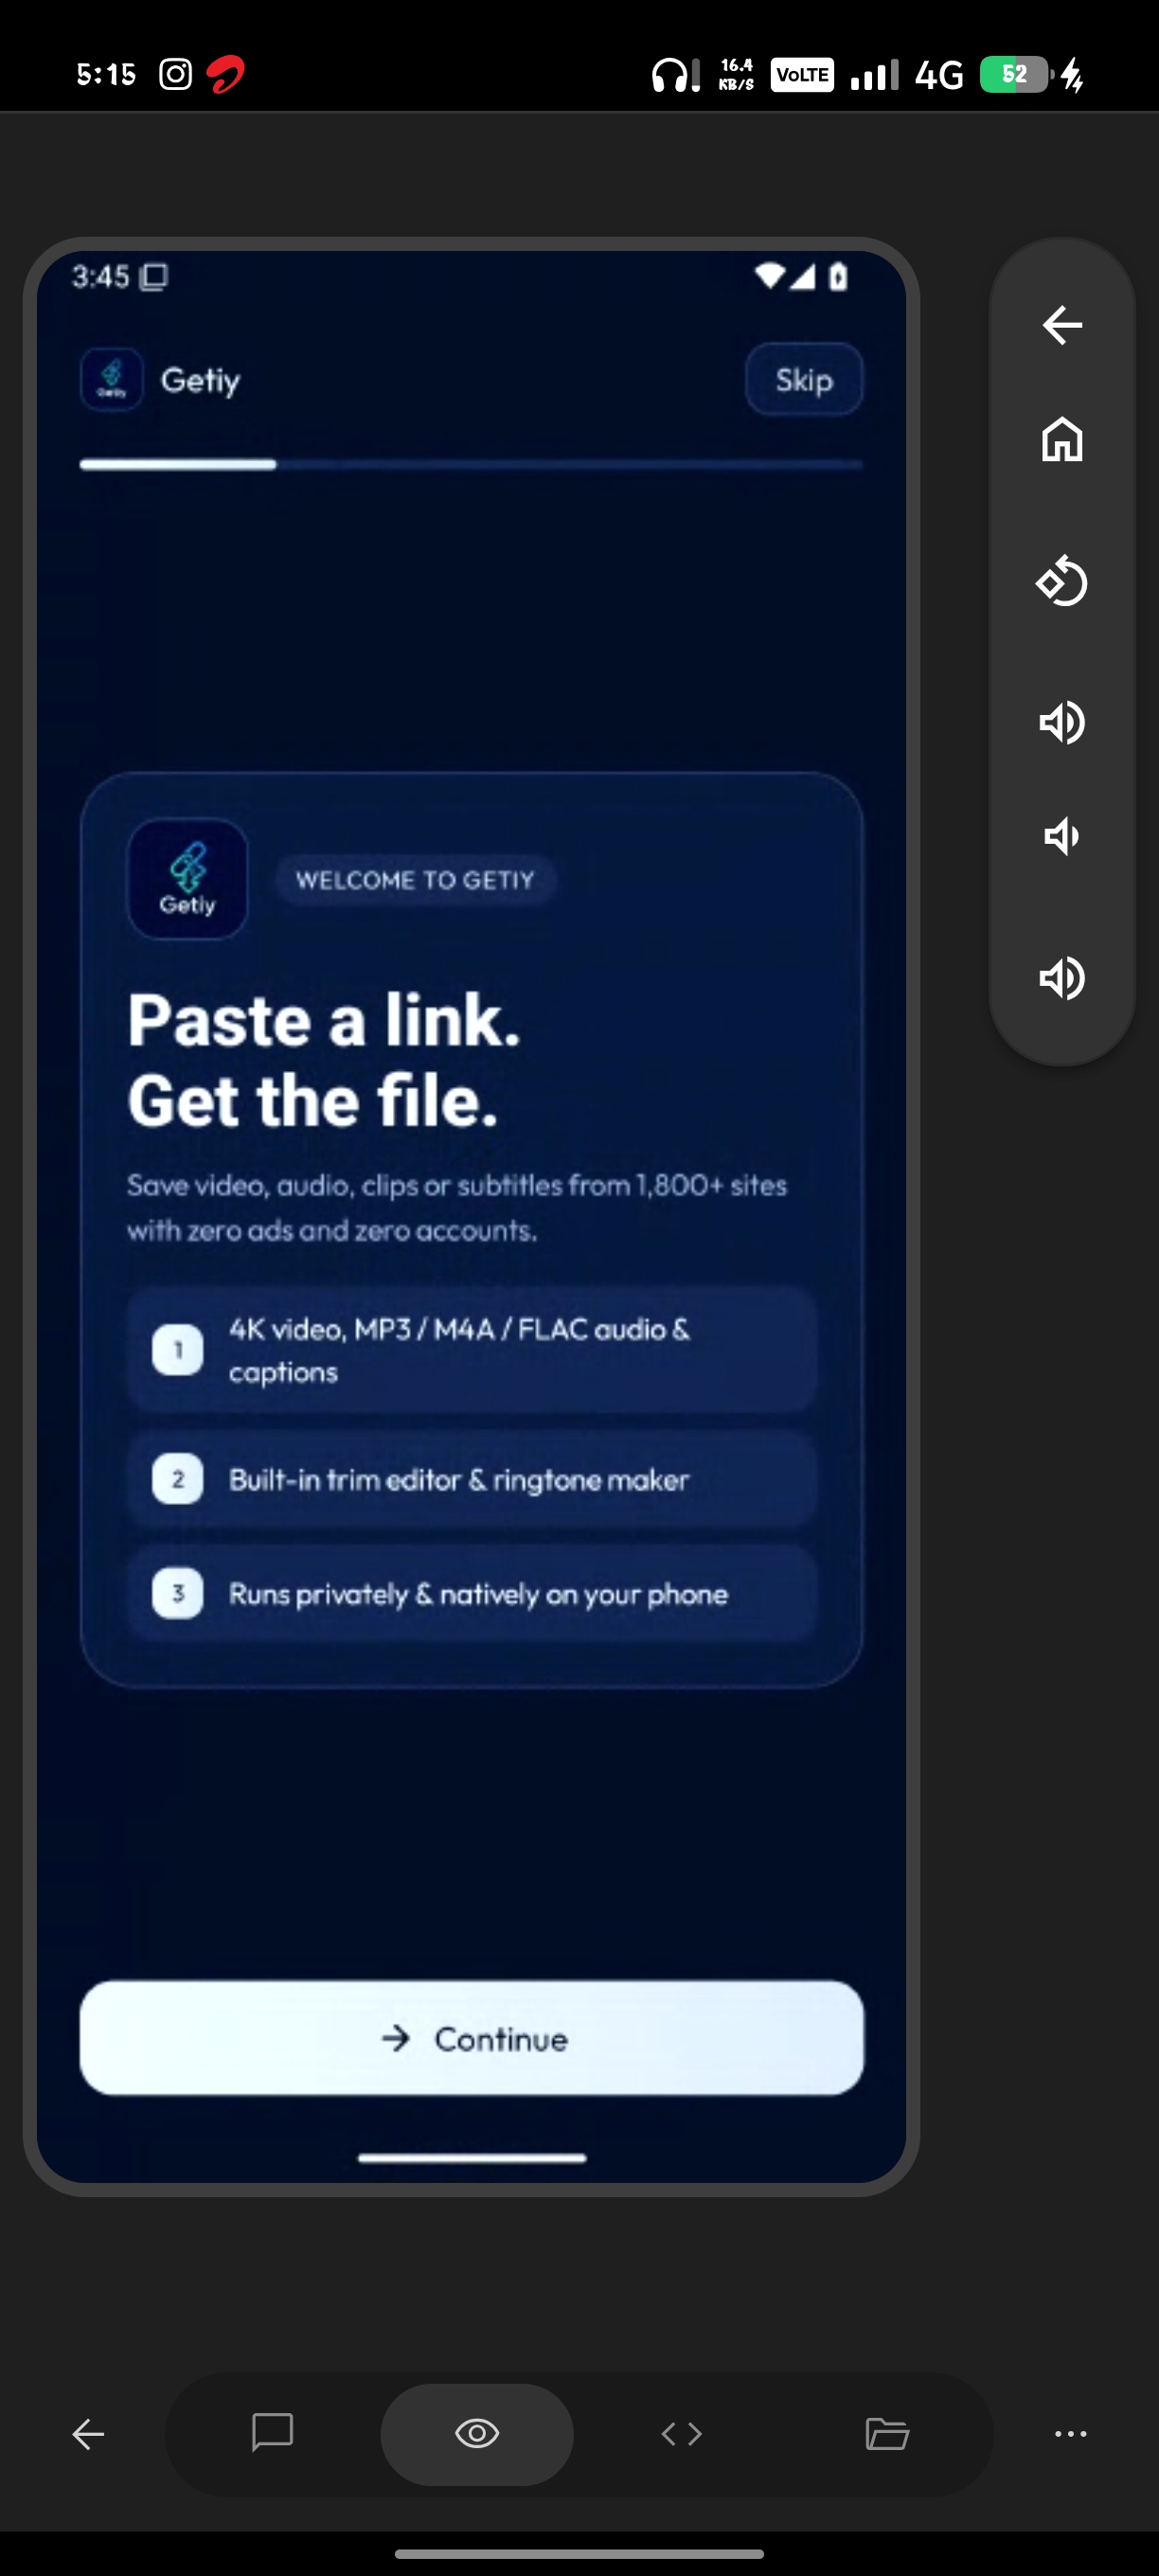 5:15
16.4
KB/S
VoLTE
4G
52
3:45
Getiy
Getiy
Skip
Getiy
WELCOME TO GETIY
Paste a link.
Get the file.
Save video, audio, clips or subtitles from 1,800+ sites
with zero ads and zero accounts.
1
4K video, MP3 / M4A / FLAC audio &
captions
2
Built-in trim editor & ringtone maker
3
Runs privately & natively on your phone
Continue